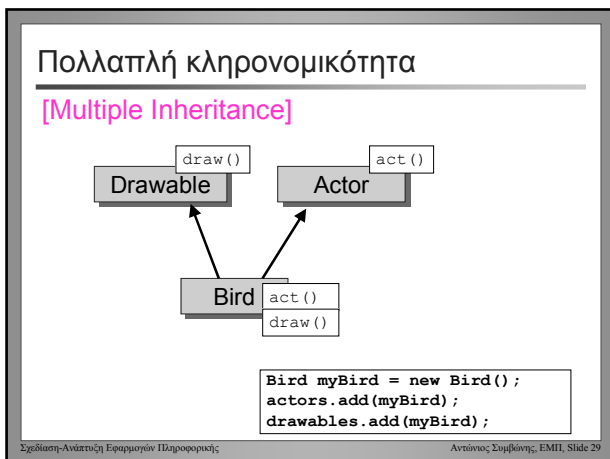 Πολλαπλή κληρονομικότητα
[Multiple Inheritance]
draw()
act()
Drawable
Actor
Bird
act()
draw()
Bird myBird = new Bird();
actors.add(myBird);
drawables.add(myBird);
Σχεδίαση-Ανάπτυξη Εφαρμογών Πληροφορικής
Αντώνιος Συμβώνης, ΕΜΠ, Slide 29